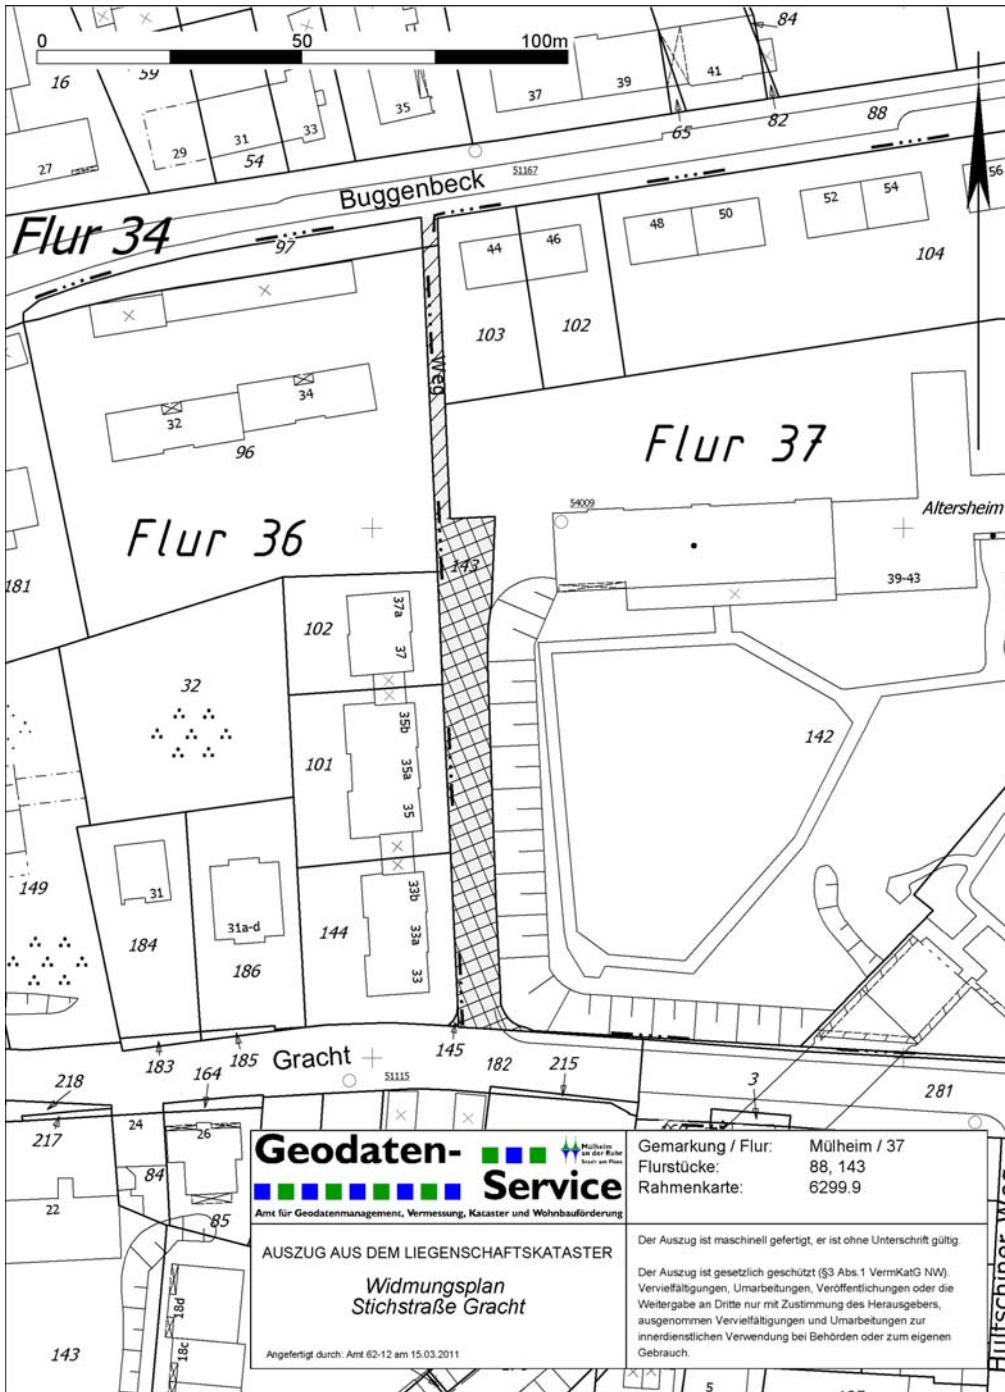 0 50 100m
84
16
59
35
37
39
41
65
82
88
27
29
31
33
54
51167
56
Buggenbeck
Flur 34
97
44
46
48
50
52
54
104
103
102
Weg
34
32
96
Flur 37
54009
Altersheim
Flur 36
39-43
143
181
37a
102
37
32
35b
142
101
35a
35
149
31
33b
184
31a-d
144
33a
186
33
Gracht
183
185
145
182
215
218
164
51115
3
281
217
24
26
84
22
85
18d
18c
143
5
Geodaten-
Service
Mülheim
an der Ruhr
Stadt am Fluss
Amt für Geodatenmanagement, Vermessung, Kataster und Wohnbauförderung
Gemarkung / Flur: Mülheim / 37
Flurstücke: 88, 143
Rahmenkarte: 6299.9
AUSZUG AUS DEM LIEGENSCHAFTSKATASTER
Widmungsplan
Stichstraße Gracht
Angefertigt durch: Amt 62-12 am 15.03.2011
Der Auszug ist maschinell gefertigt, er ist ohne Unterschrift gültig.
Der Auszug ist gesetzlich geschützt (§3 Abs.1 VermKatG NW).
Vervielfältigungen, Umarbeitungen, Veröffentlichungen oder die
Weitergabe an Dritte nur mit Zustimmung des Herausgebers,
ausgenommen Vervielfältigungen und Umarbeitungen zur
innerdienstlichen Verwendung bei Behörden oder zum eigenen
Gebrauch.